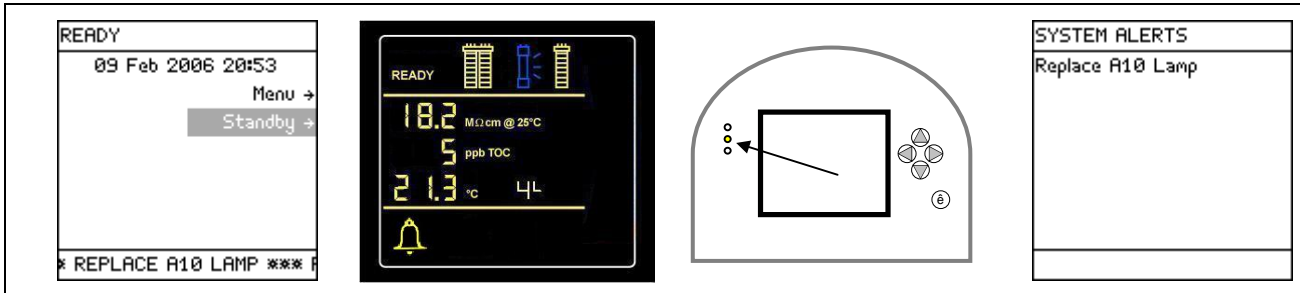 READY
09 Feb 2006 20:53
Menu →
Standby →
* REPLACE A10 LAMP ***
READY
18.2 MΩcm @ 25°C
5 ppb TOC
21.3 °C 4L
ê
SYSTEM ALERTS
Replace A10 Lamp